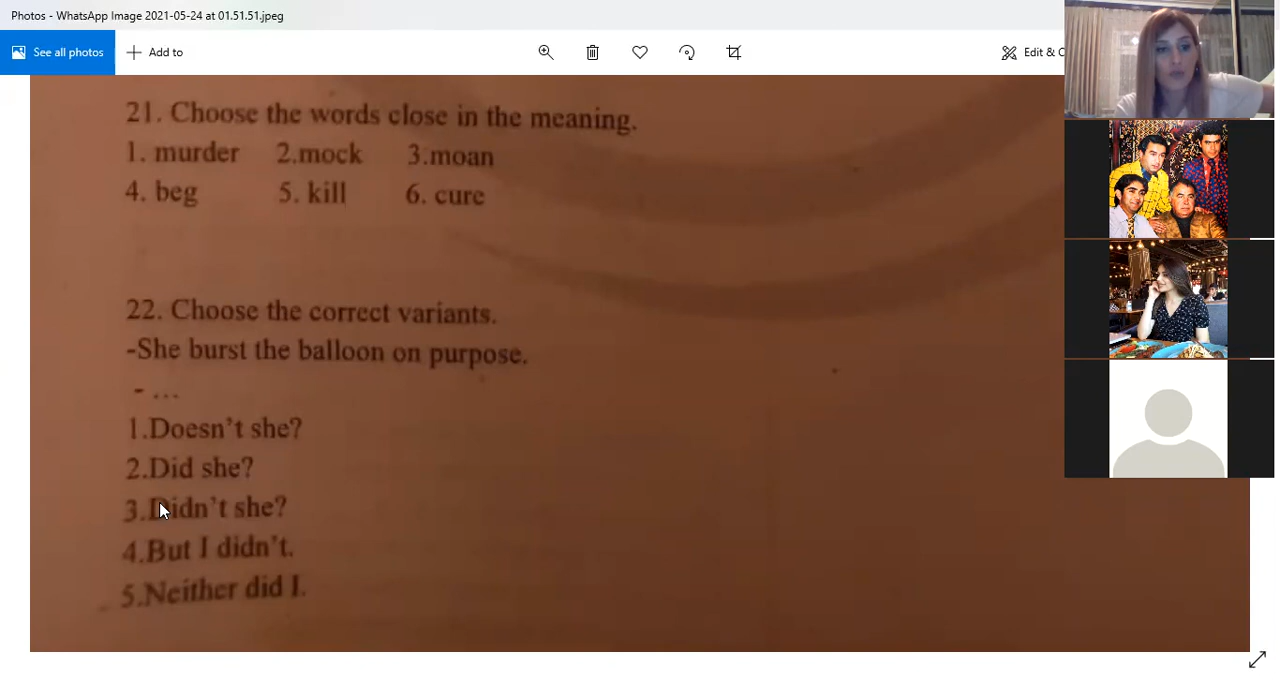 Photos - WhatsApp Image 2021-05-24 at 01.51.51.jpeg
See all photos
Add to
Edit & C
21. Choose the words close in the meaning.
1. murder 2.mock 3.moan
4. beg 5. kill 6. cure
22. Choose the correct variants.
-She burst the balloon on purpose.
- ...
1.Doesn't she?
2.Did she?
3.Didn't she?
4.But I didn't.
5.Neither did I.